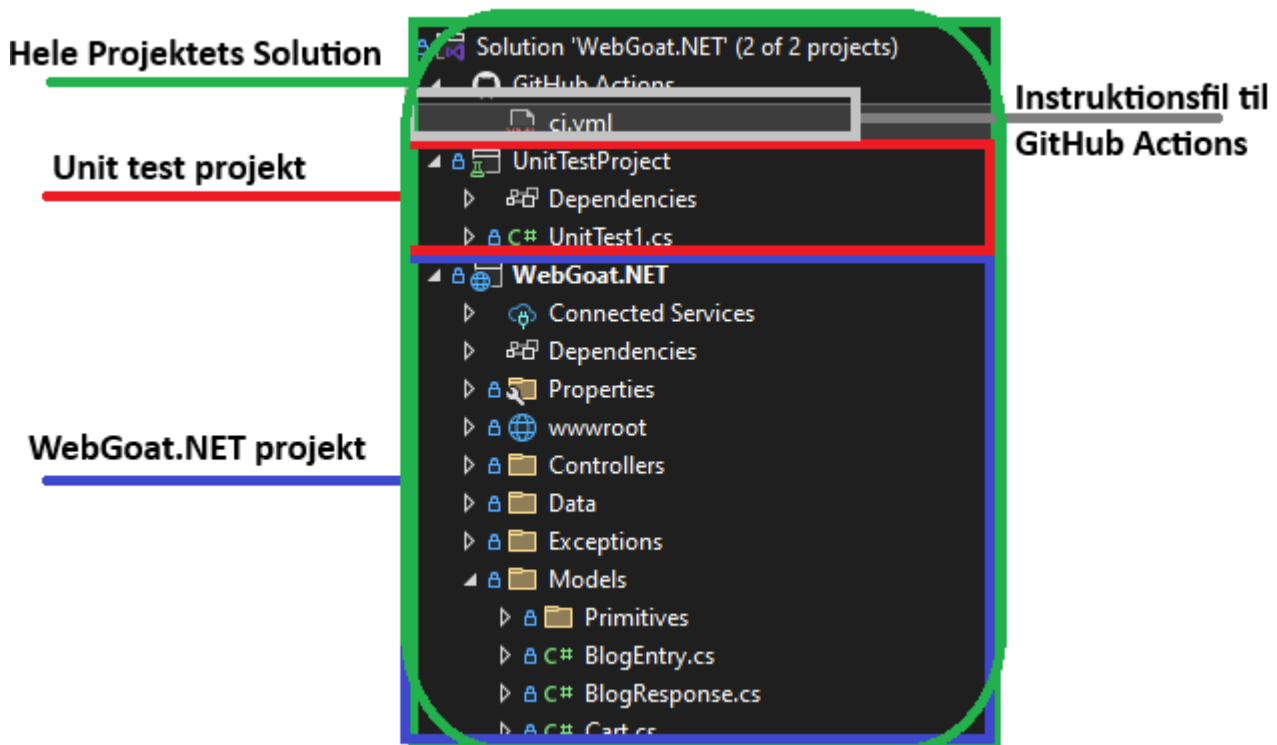 Hele Projektets Solution
Solution 'WebGoat.NET' (2 of 2 projects)
GitHub Actions
ci.yml
Instruktionsfil til
GitHub Actions
Unit test projekt
UnitTestProject
Dependencies
C# UnitTest1.cs
WebGoat.NET
Connected Services
Dependencies
Properties
wwwroot
WebGoat.NET projekt
Controllers
Data
Exceptions
Models
Primitives
C# BlogEntry.cs
C# BlogResponse.cs
C# Cart.cs